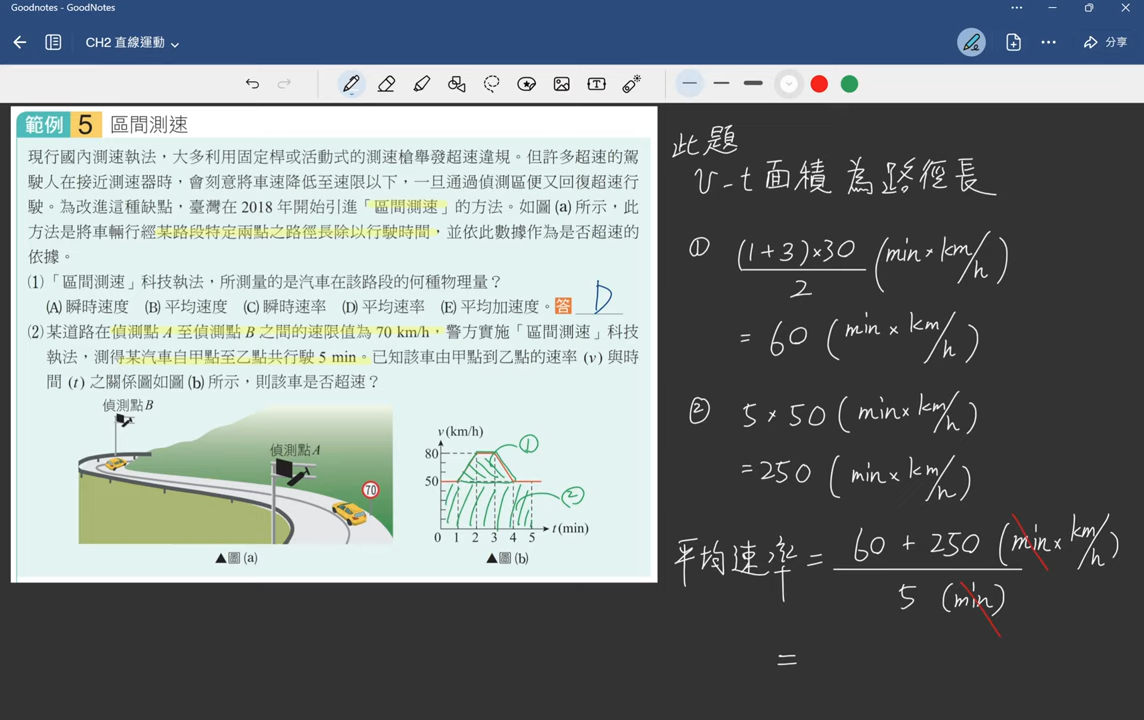 Goodnotes - GoodNotes
CH2 直線運動
分享
範例 5 區間測速
現行國內測速執法，大多利用固定桿或活動式的測速槍舉發超速違規。但許多超速的駕
駛人在接近測速器時，會刻意將車速降低至速限以下，一旦通過偵測區便又回復超速行
駛。為改進這種缺點，臺灣在 2018 年開始引進「區間測速」的方法。如圖 (a) 所示，此
方法是將車輛行經某路段特定兩點之路徑長除以行駛時間，並依此數據作為是否超速的
依據。
(1)「區間測速」科技執法，所測量的是汽車在該路段的何種物理量？
(A) 瞬時速度 (B) 平均速度 (C) 瞬時速率 (D) 平均速率 (E) 平均加速度。答 D
(2) 某道路在偵測點 A 至偵測點 B 之間的速限值為 70 km/h，警方實施「區間測速」科技
執法，測得某汽車自甲點至乙點共行駛 5 min。已知該車由甲點到乙點的速率 (v) 與時
間 (t) 之關係圖如圖 (b) 所示，則該車是否超速？
偵測點 B
偵測點 A
70
▲圖 (a)
v (km/h)
80
50
0 1 2 3 4 5
t (min)
①
②
▲圖 (b)
此題
v-t 面積為路徑長
① (1+3)×30 / 2 (min × km/h)
= 60 (min × km/h)
② 5 × 50 (min × km/h)
= 250 (min × km/h)
平均速率 = 60 + 250 (min × km/h) / 5 (min)
=